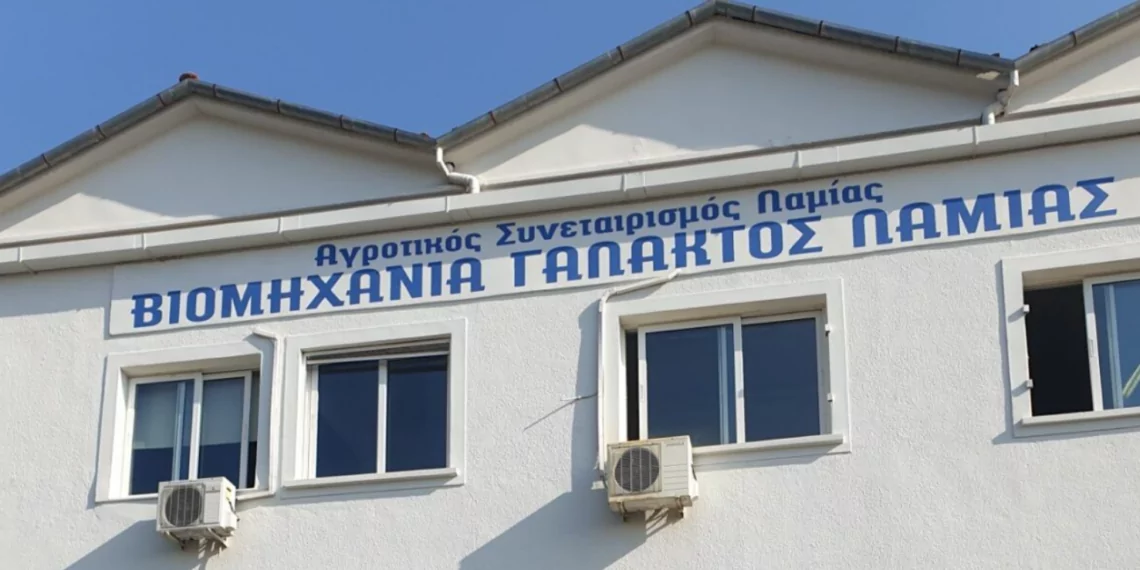 Αγροτικός Συνεταιρισμός Λαμίας
ΒΙΟΜΗΧΑΝΙΑ ΓΑΛΑΚΤΟΣ ΛΑΜΙΑΣ